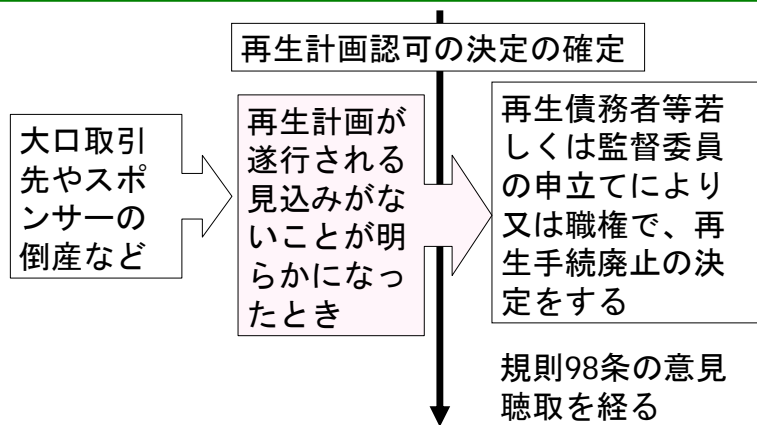 再生計画認可の決定の確定
大口取引
先やスポ
ンサーの
倒産など
再生計画が
遂行される
見込みがな
いことが明
らかになっ
たとき
再生債務者等若
しくは監督委員
の申立てにより
又は職権で、再
生手続廃止の決
定をする
規則98条の意見
聴取を経る